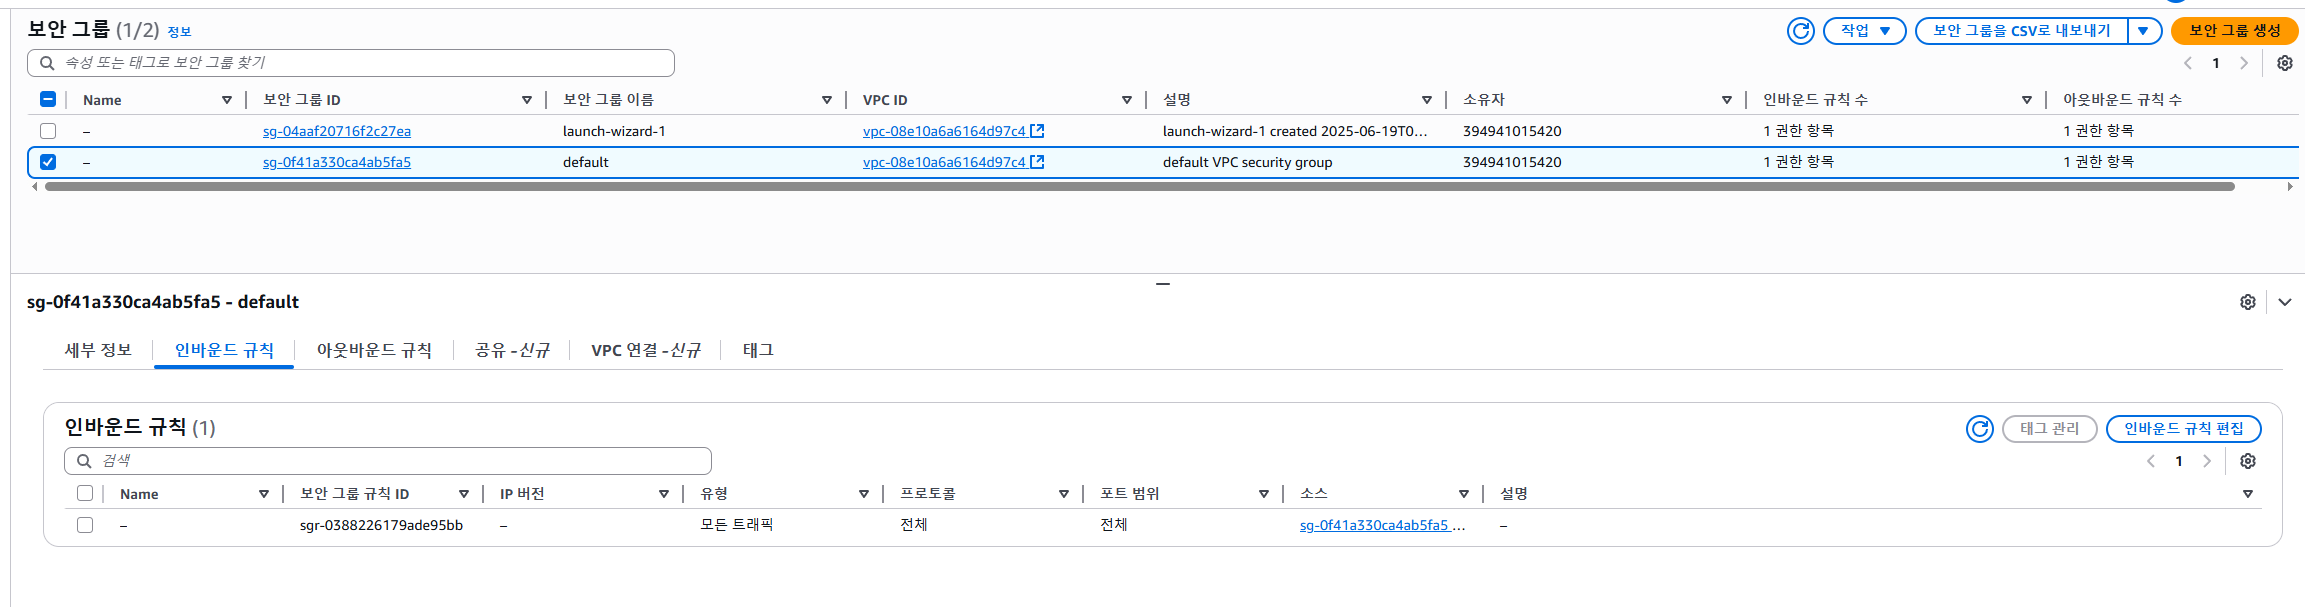 보안 그룹 (1/2) 정보
작업 보안 그룹을 CSV로 내보내기 보안 그룹 생성
속성 또는 태그로 보안 그룹 찾기
1
Name 보안 그룹 ID 보안 그룹 이름 VPC ID 설명 소유자 인바운드 규칙 수 아웃바운드 규칙 수
– sg-04aaf20716f2c27ea launch-wizard-1 vpc-08e10a6a6164d97c4 launch-wizard-1 created 2025-06-19T0... 394941015420 1 권한 항목 1 권한 항목
– sg-0f41a330ca4ab5fa5 default vpc-08e10a6a6164d97c4 default VPC security group 394941015420 1 권한 항목 1 권한 항목
sg-0f41a330ca4ab5fa5 - default
세부 정보 인바운드 규칙 아웃바운드 규칙 공유 -신규 VPC 연결 -신규 태그
인바운드 규칙 (1)
태그 관리 인바운드 규칙 편집
검색
1
Name 보안 그룹 규칙 ID IP 버전 유형 프로토콜 포트 범위 소스 설명
– sgr-0388226179ade95bb – 모든 트래픽 전체 전체 sg-0f41a330ca4ab5fa5 ... –